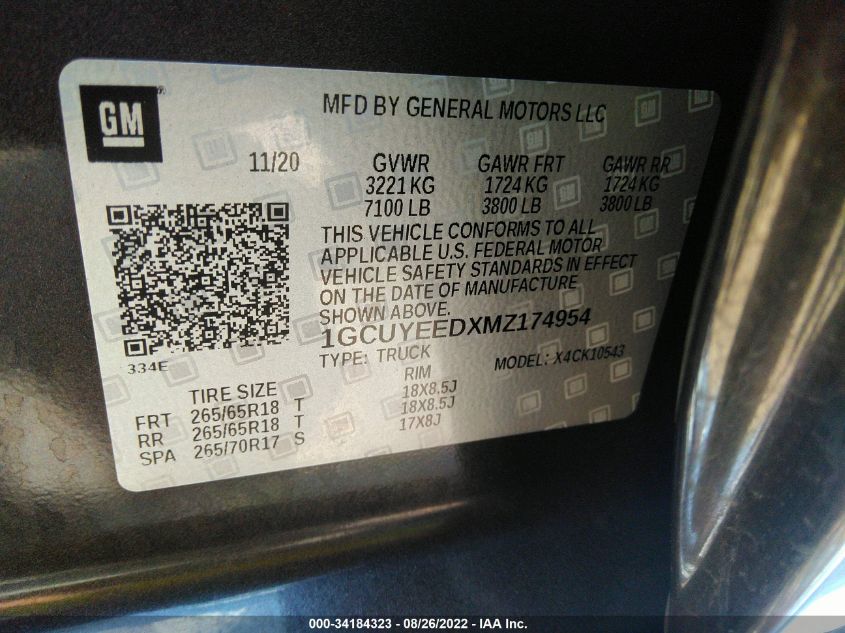 GM
MFD BY GENERAL MOTORS LLC
11/20 GVWR GAWR FRT GAWR RR
3221 KG 1724 KG 1724 KG
7100 LB 3800 LB 3800 LB
THIS VEHICLE CONFORMS TO ALL
APPLICABLE U.S. FEDERAL MOTOR
VEHICLE SAFETY STANDARDS IN EFFECT
ON THE DATE OF MANUFACTURE
SHOWN ABOVE.
1GCUYEEDXMZ174954
334E
TYPE: TRUCK MODEL: X4CK10543
TIRE SIZE RIM
FRT 265/65R18 T 18X8.5J
RR 265/65R18 T 18X8.5J
SPA 265/70R17 S 17X8J
000-34184323 - 08/26/2022 - IAA Inc.